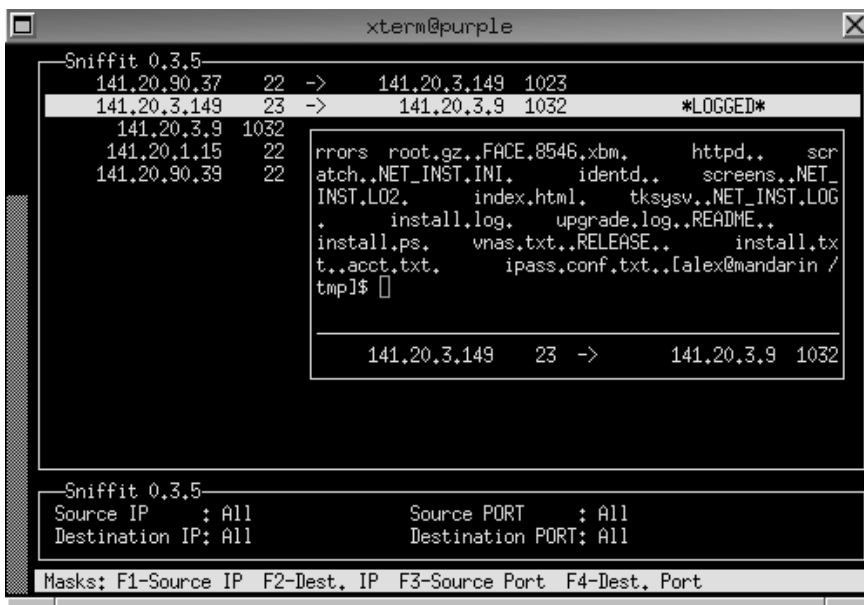 xterm@purple
Sniffit 0.3.5
141.20.90.37 22 -> 141.20.3.149 1023
141.20.3.149 23 -> 141.20.3.9 1032 *LOGGED*
141.20.3.9 1032
141.20.1.15 22
141.20.90.39 22
rrors root.gz..FACE.8546.xbm. httpd.. scr
atch..NET_INST.INI. identd.. screens..NET_
INST.LO2. index.html. tksysv..NET_INST.LOG
. install.log. upgrade.log..README..
install.ps. vnas.txt..RELEASE.. install.tx
t..acct.txt. ipass.conf.txt..[alex@mandarin /
tmp]$
141.20.3.149 23 -> 141.20.3.9 1032
Sniffit 0.3.5
Source IP : All Source PORT : All
Destination IP: All Destination PORT: All
Masks: F1-Source IP F2-Dest. IP F3-Source Port F4-Dest. Port